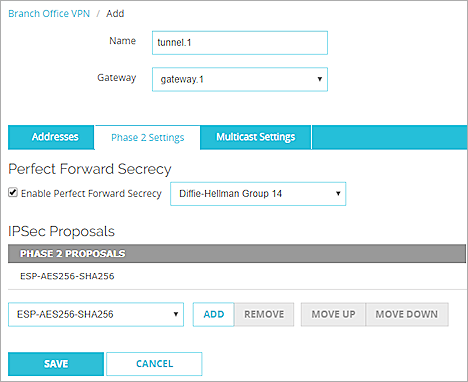 Branch Office VPN / Add
Name tunnel.1
Gateway gateway.1
Addresses Phase 2 Settings Multicast Settings
Perfect Forward Secrecy
Enable Perfect Forward Secrecy Diffie-Hellman Group 14
IPSec Proposals
PHASE 2 PROPOSALS
ESP-AES256-SHA256
ESP-AES256-SHA256 ADD REMOVE MOVE UP MOVE DOWN
SAVE CANCEL